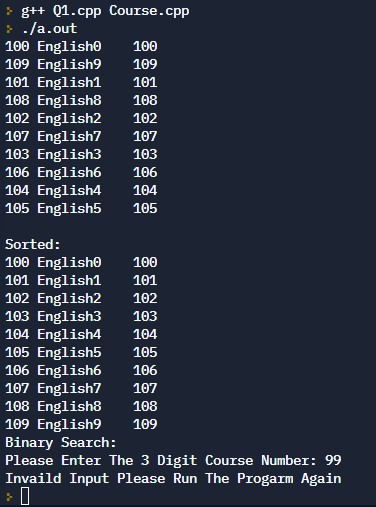 g++ Q1.cpp Course.cpp
./a.out
100 English0    100
109 English9    109
101 English1    101
108 English8    108
102 English2    102
107 English7    107
103 English3    103
106 English6    106
104 English4    104
105 English5    105

Sorted:
100 English0    100
101 English1    101
102 English2    102
103 English3    103
104 English4    104
105 English5    105
106 English6    106
107 English7    107
108 English8    108
109 English9    109
Binary Search:
Please Enter The 3 Digit Course Number: 99
Invaild Input Please Run The Progarm Again